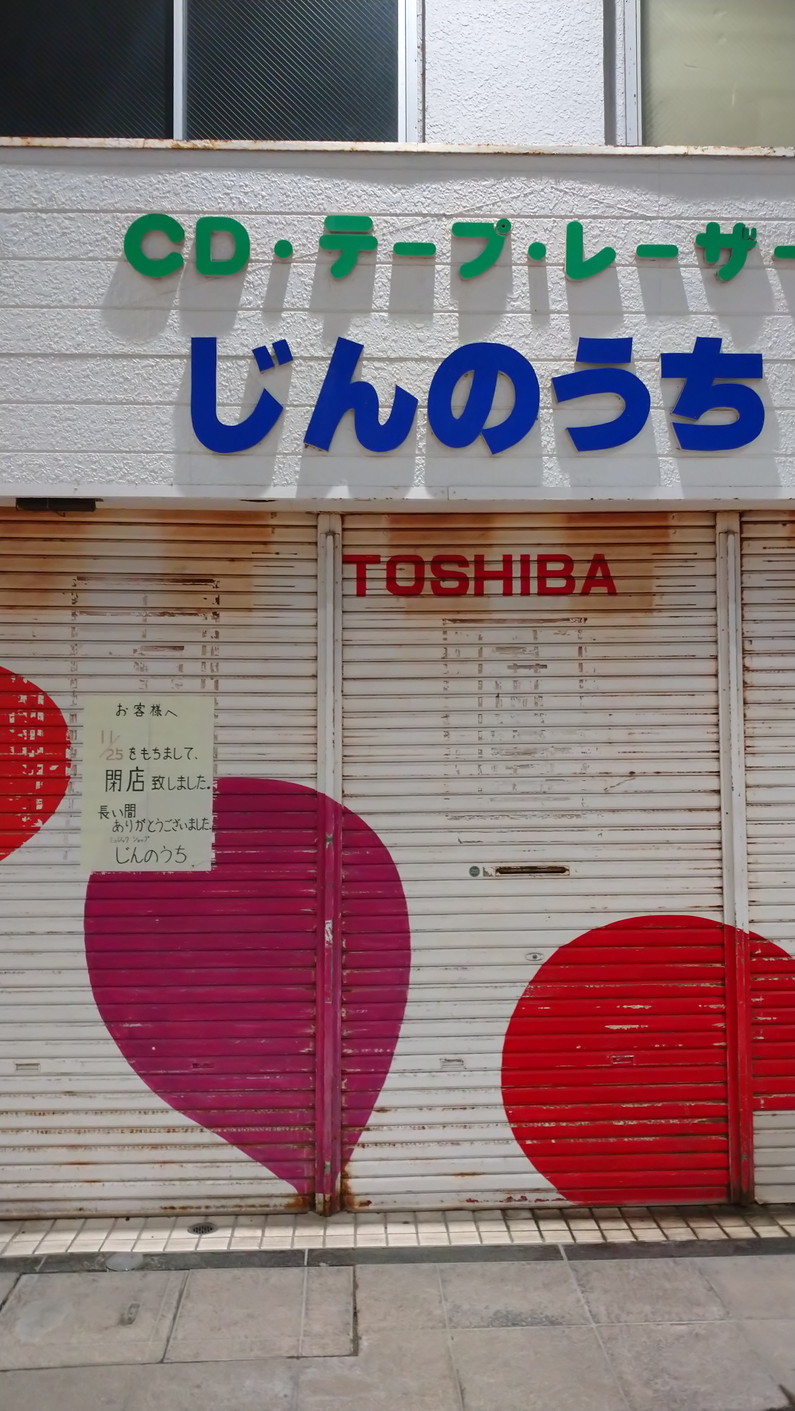 CD・テープ・レーザー
じんのうち
TOSHIBA
お客様へ
11/25をもちまして、
閉店致しました。
長い間
ありがとうございました。
じんのうち